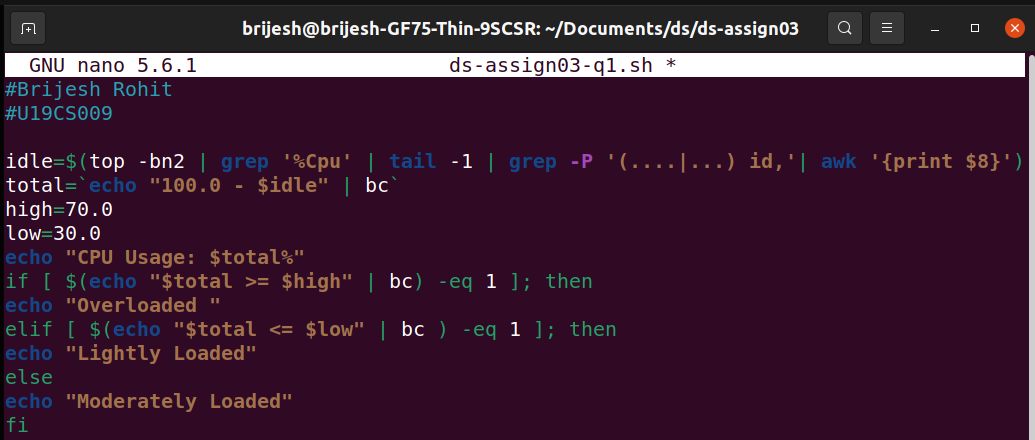 brijesh@brijesh-GF75-Thin-9SCSR: ~/Documents/ds/ds-assign03
GNU nano 5.6.1 ds-assign03-q1.sh *
#Brijesh Rohit
#U19CS009
idle=$(top -bn2 | grep '%Cpu' | tail -1 | grep -P '(....|...) id,'| awk '{print $8}')
total=`echo "100.0 - $idle" | bc`
high=70.0
low=30.0
echo "CPU Usage: $total%"
if [ $(echo "$total >= $high" | bc) -eq 1 ]; then
echo "Overloaded "
elif [ $(echo "$total <= $low" | bc ) -eq 1 ]; then
echo "Lightly Loaded"
else
echo "Moderately Loaded"
fi